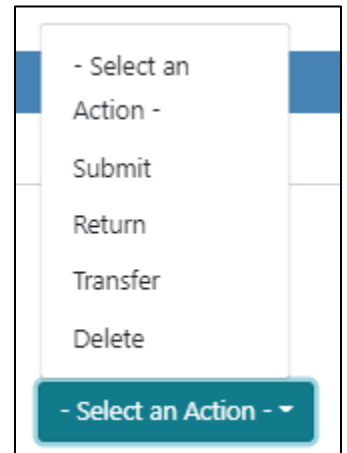 - Select an
Action -
Submit
Return
Transfer
Delete
- Select an Action -